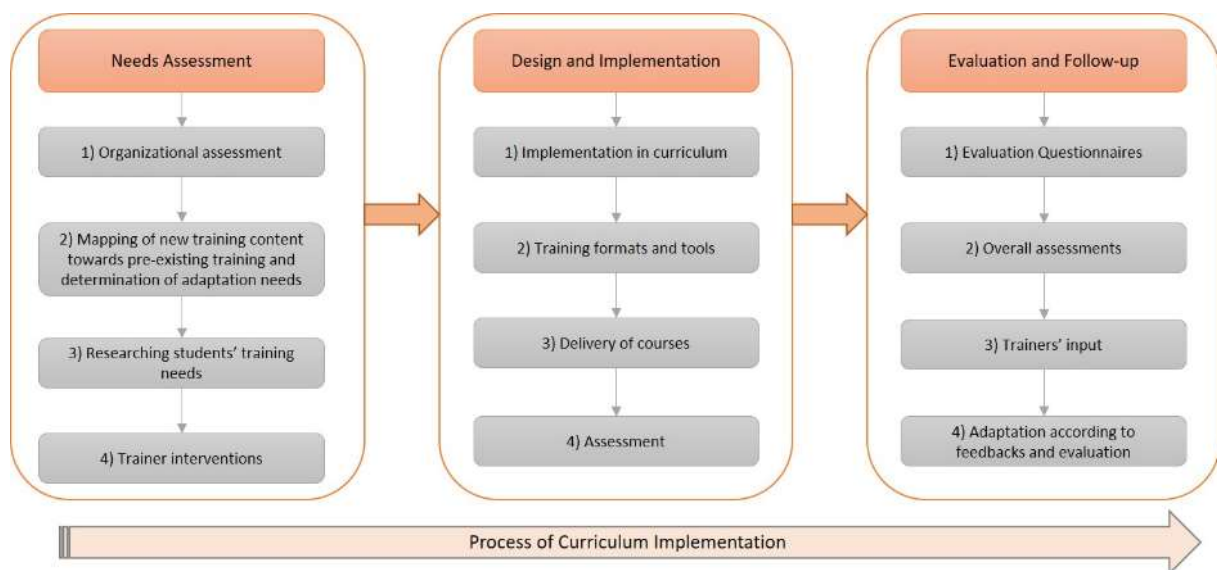 Needs Assessment
1) Organizational assessment
2) Mapping of new training content
towards pre-existing training and
determination of adaptation needs
3) Researching students’ training
needs
4) Trainer interventions
Design and Implementation
1) Implementation in curriculum
2) Training formats and tools
3) Delivery of courses
4) Assessment
Evaluation and Follow-up
1) Evaluation Questionnaires
2) Overall assessments
3) Trainers’ input
4) Adaptation according to
feedbacks and evaluation
Process of Curriculum Implementation